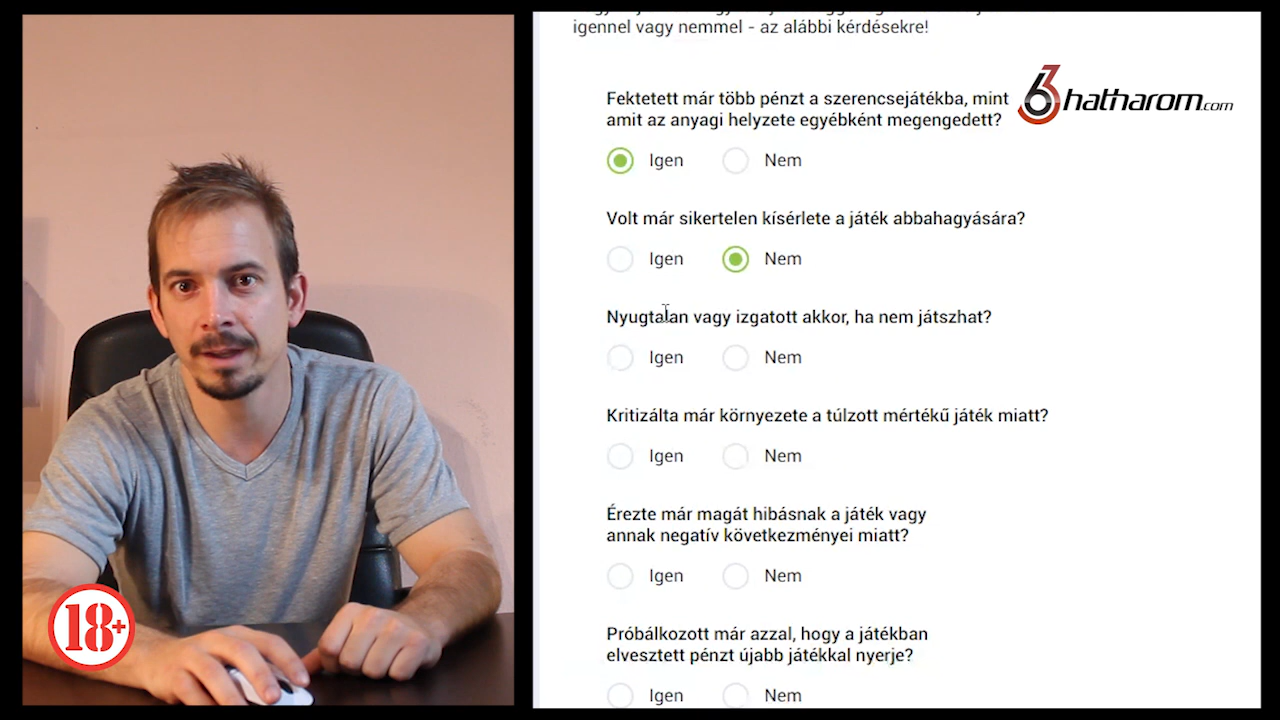 igennel vagy nemmel - az alábbi kérdésekre!
63 hatharom.com
Fektetett már több pénzt a szerencsejátékba, mint
amit az anyagi helyzete egyébként megengedett?
Igen Nem
Volt már sikertelen kísérlete a játék abbahagyására?
Igen Nem
Nyugtalan vagy izgatott akkor, ha nem játszhat?
Igen Nem
Kritizálta már környezete a túlzott mértékű játék miatt?
Igen Nem
Érezte már magát hibásnak a játék vagy
annak negatív következményei miatt?
Igen Nem
Próbálkozott már azzal, hogy a játékban
elvesztett pénzt újabb játékkal nyerje?
Igen Nem
18+